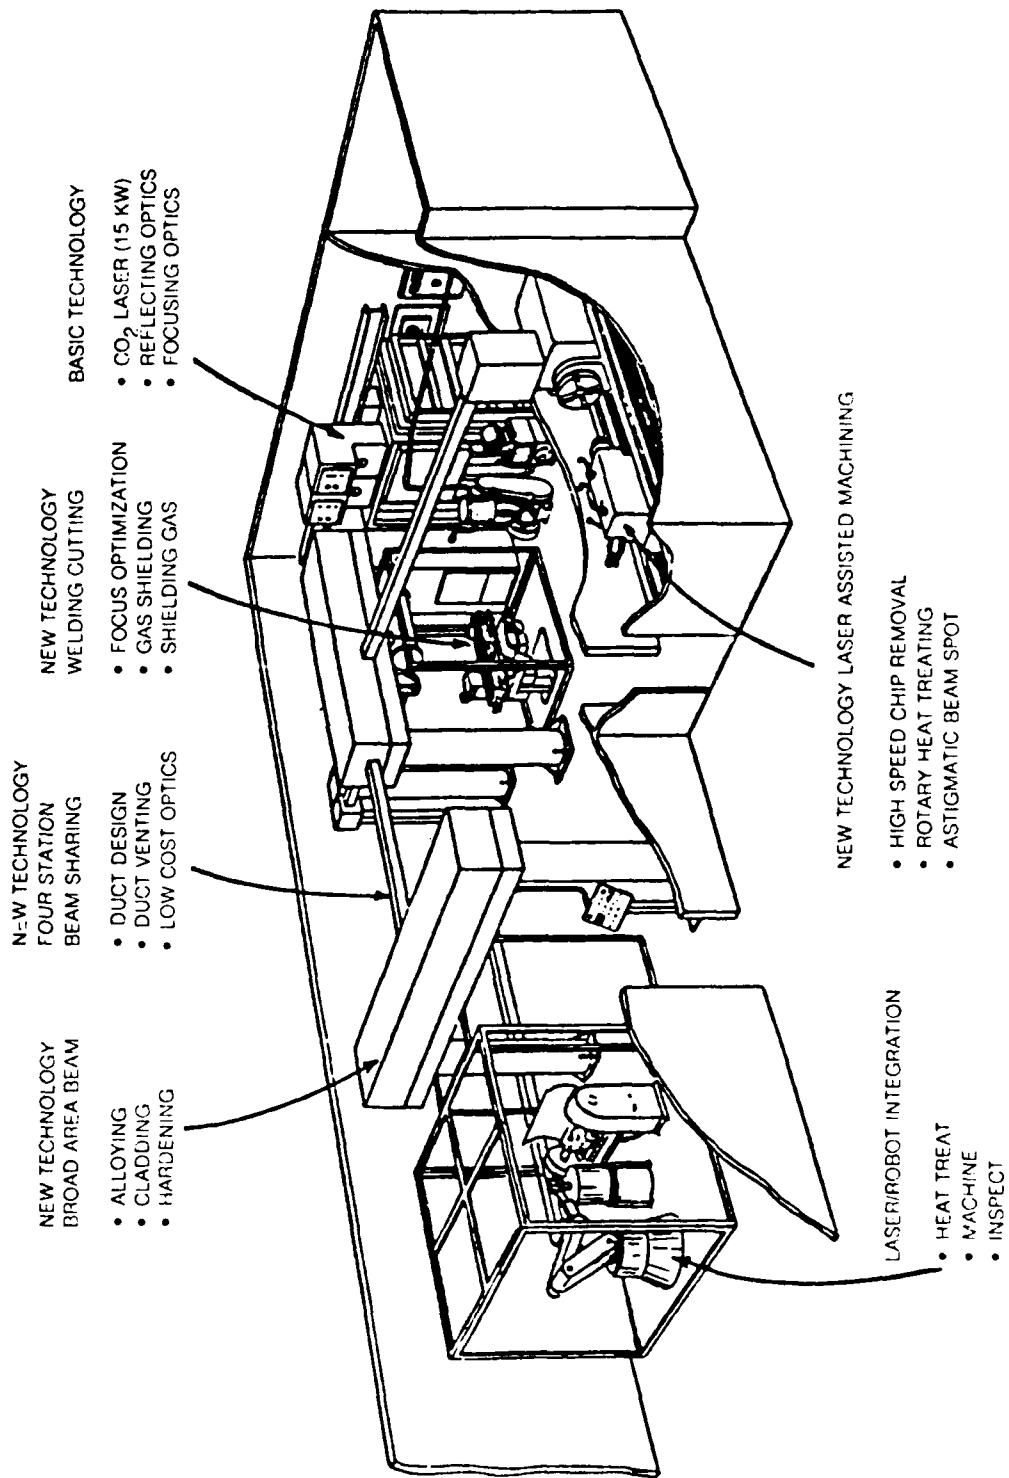 NEW TECHNOLOGY
BROAD AREA BEAM
• ALLOYING
• CLADDING
• HARDENING
NEW TECHNOLOGY
FOUR STATION
BEAM SHARING
• DUCT DESIGN
• DUCT VENTING
• LOW COST OPTICS
NEW TECHNOLOGY
WELDING CUTTING
• FOCUS OPTIMIZATION
• GAS SHIELDING
• SHIELDING GAS
BASIC TECHNOLOGY
• CO₂ LASER (15 KW)
• REFLECTING OPTICS
• FOCUSING OPTICS
LASER/ROBOT INTEGRATION
• HEAT TREAT
• MACHINE
• INSPECT
NEW TECHNOLOGY LASER ASSISTED MACHINING
• HIGH SPEED CHIP REMOVAL
• ROTARY HEAT TREATING
• ASTIGMATIC BEAM SPOT